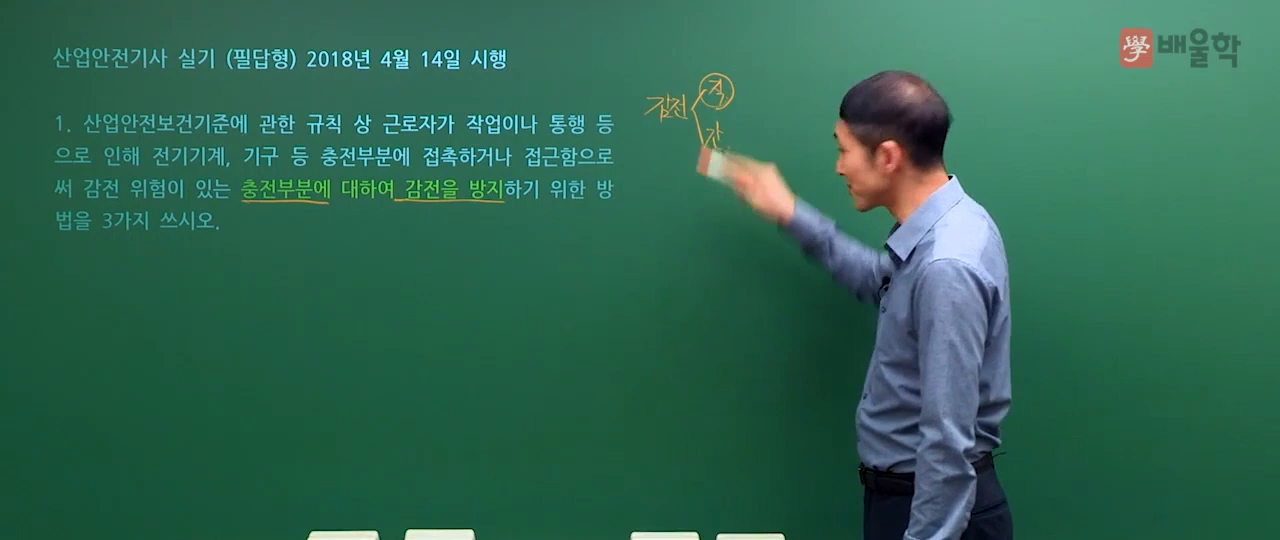 산업안전기사 실기 (필답형) 2018년 4월 14일 시행
學배울학
1. 산업안전보건기준에 관한 규칙 상 근로자가 작업이나 통행 등
으로 인해 전기기계, 기구 등 충전부분에 접촉하거나 접근함으로
써 감전 위험이 있는 충전부분에 대하여 감전을 방지하기 위한 방
법을 3가지 쓰시오.
감전
직
간